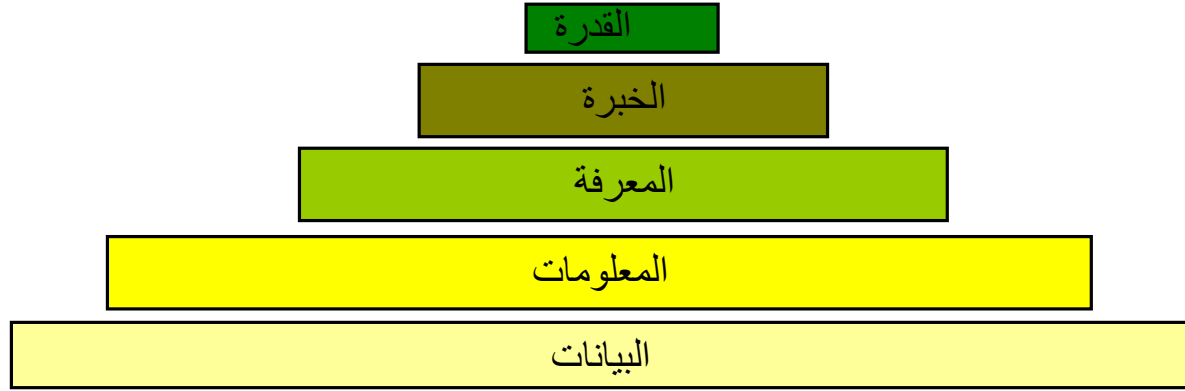 القدرة
الخبرة
المعرفة
المعلومات
البيانات